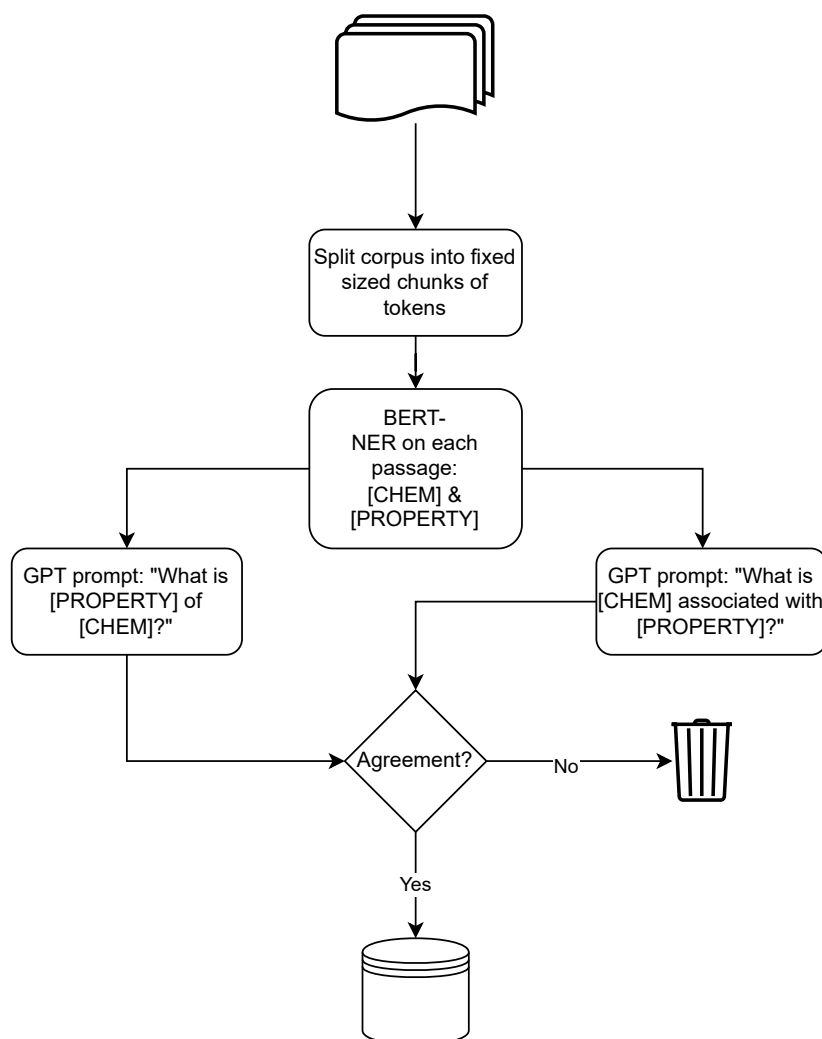 Split corpus into fixed
sized chunks of
tokens
BERT-
NER on each
passage:
[CHEM] &
[PROPERTY]
GPT prompt: "What is
[PROPERTY] of
[CHEM]?"
GPT prompt: "What is
[CHEM] associated with
[PROPERTY]?"
Agreement?
No
Yes